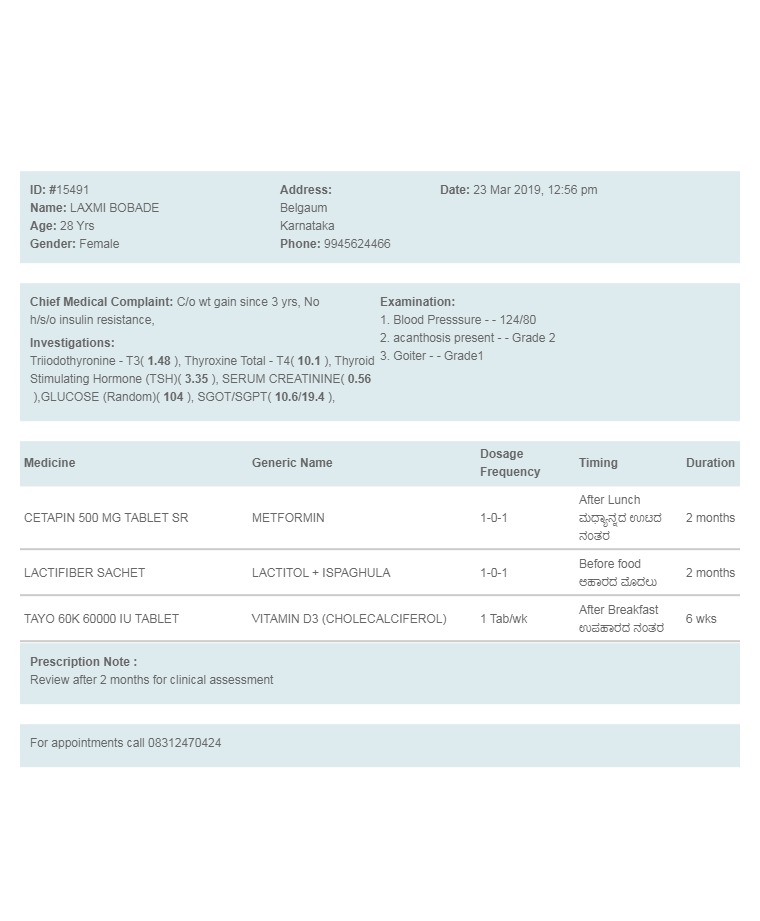 ID: #15491
Name: LAXMI BOBADE
Age: 28 Yrs
Gender: Female
Address:
Belgaum
Karnataka
Phone: 9945624466
Date: 23 Mar 2019, 12:56 pm
Chief Medical Complaint: C/o wt gain since 3 yrs, No
h/s/o insulin resistance,
Investigations:
Triiodothyronine - T3( 1.48 ), Thyroxine Total - T4( 10.1 ), Thyroid
Stimulating Hormone (TSH)( 3.35 ), SERUM CREATININE( 0.56
),GLUCOSE (Random)( 104 ), SGOT/SGPT( 10.6/19.4 ),
Examination:
1. Blood Presssure - - 124/80
2. acanthosis present - - Grade 2
3. Goiter - - Grade1
Medicine Generic Name Dosage Frequency Timing Duration
CETAPIN 500 MG TABLET SR METFORMIN 1-0-1 After Lunch 2 months
ಮಧ್ಯಾನ್ನದ ಊಟದ
ನಂತರ
LACTIFIBER SACHET LACTITOL + ISPAGHULA 1-0-1 Before food 2 months
ಆಹಾರದ ಮೊದಲು
TAYO 60K 60000 IU TABLET VITAMIN D3 (CHOLECALCIFEROL) 1 Tab/wk After Breakfast 6 wks
ಉಪಹಾರದ ನಂತರ
Prescription Note :
Review after 2 months for clinical assessment
For appointments call 08312470424